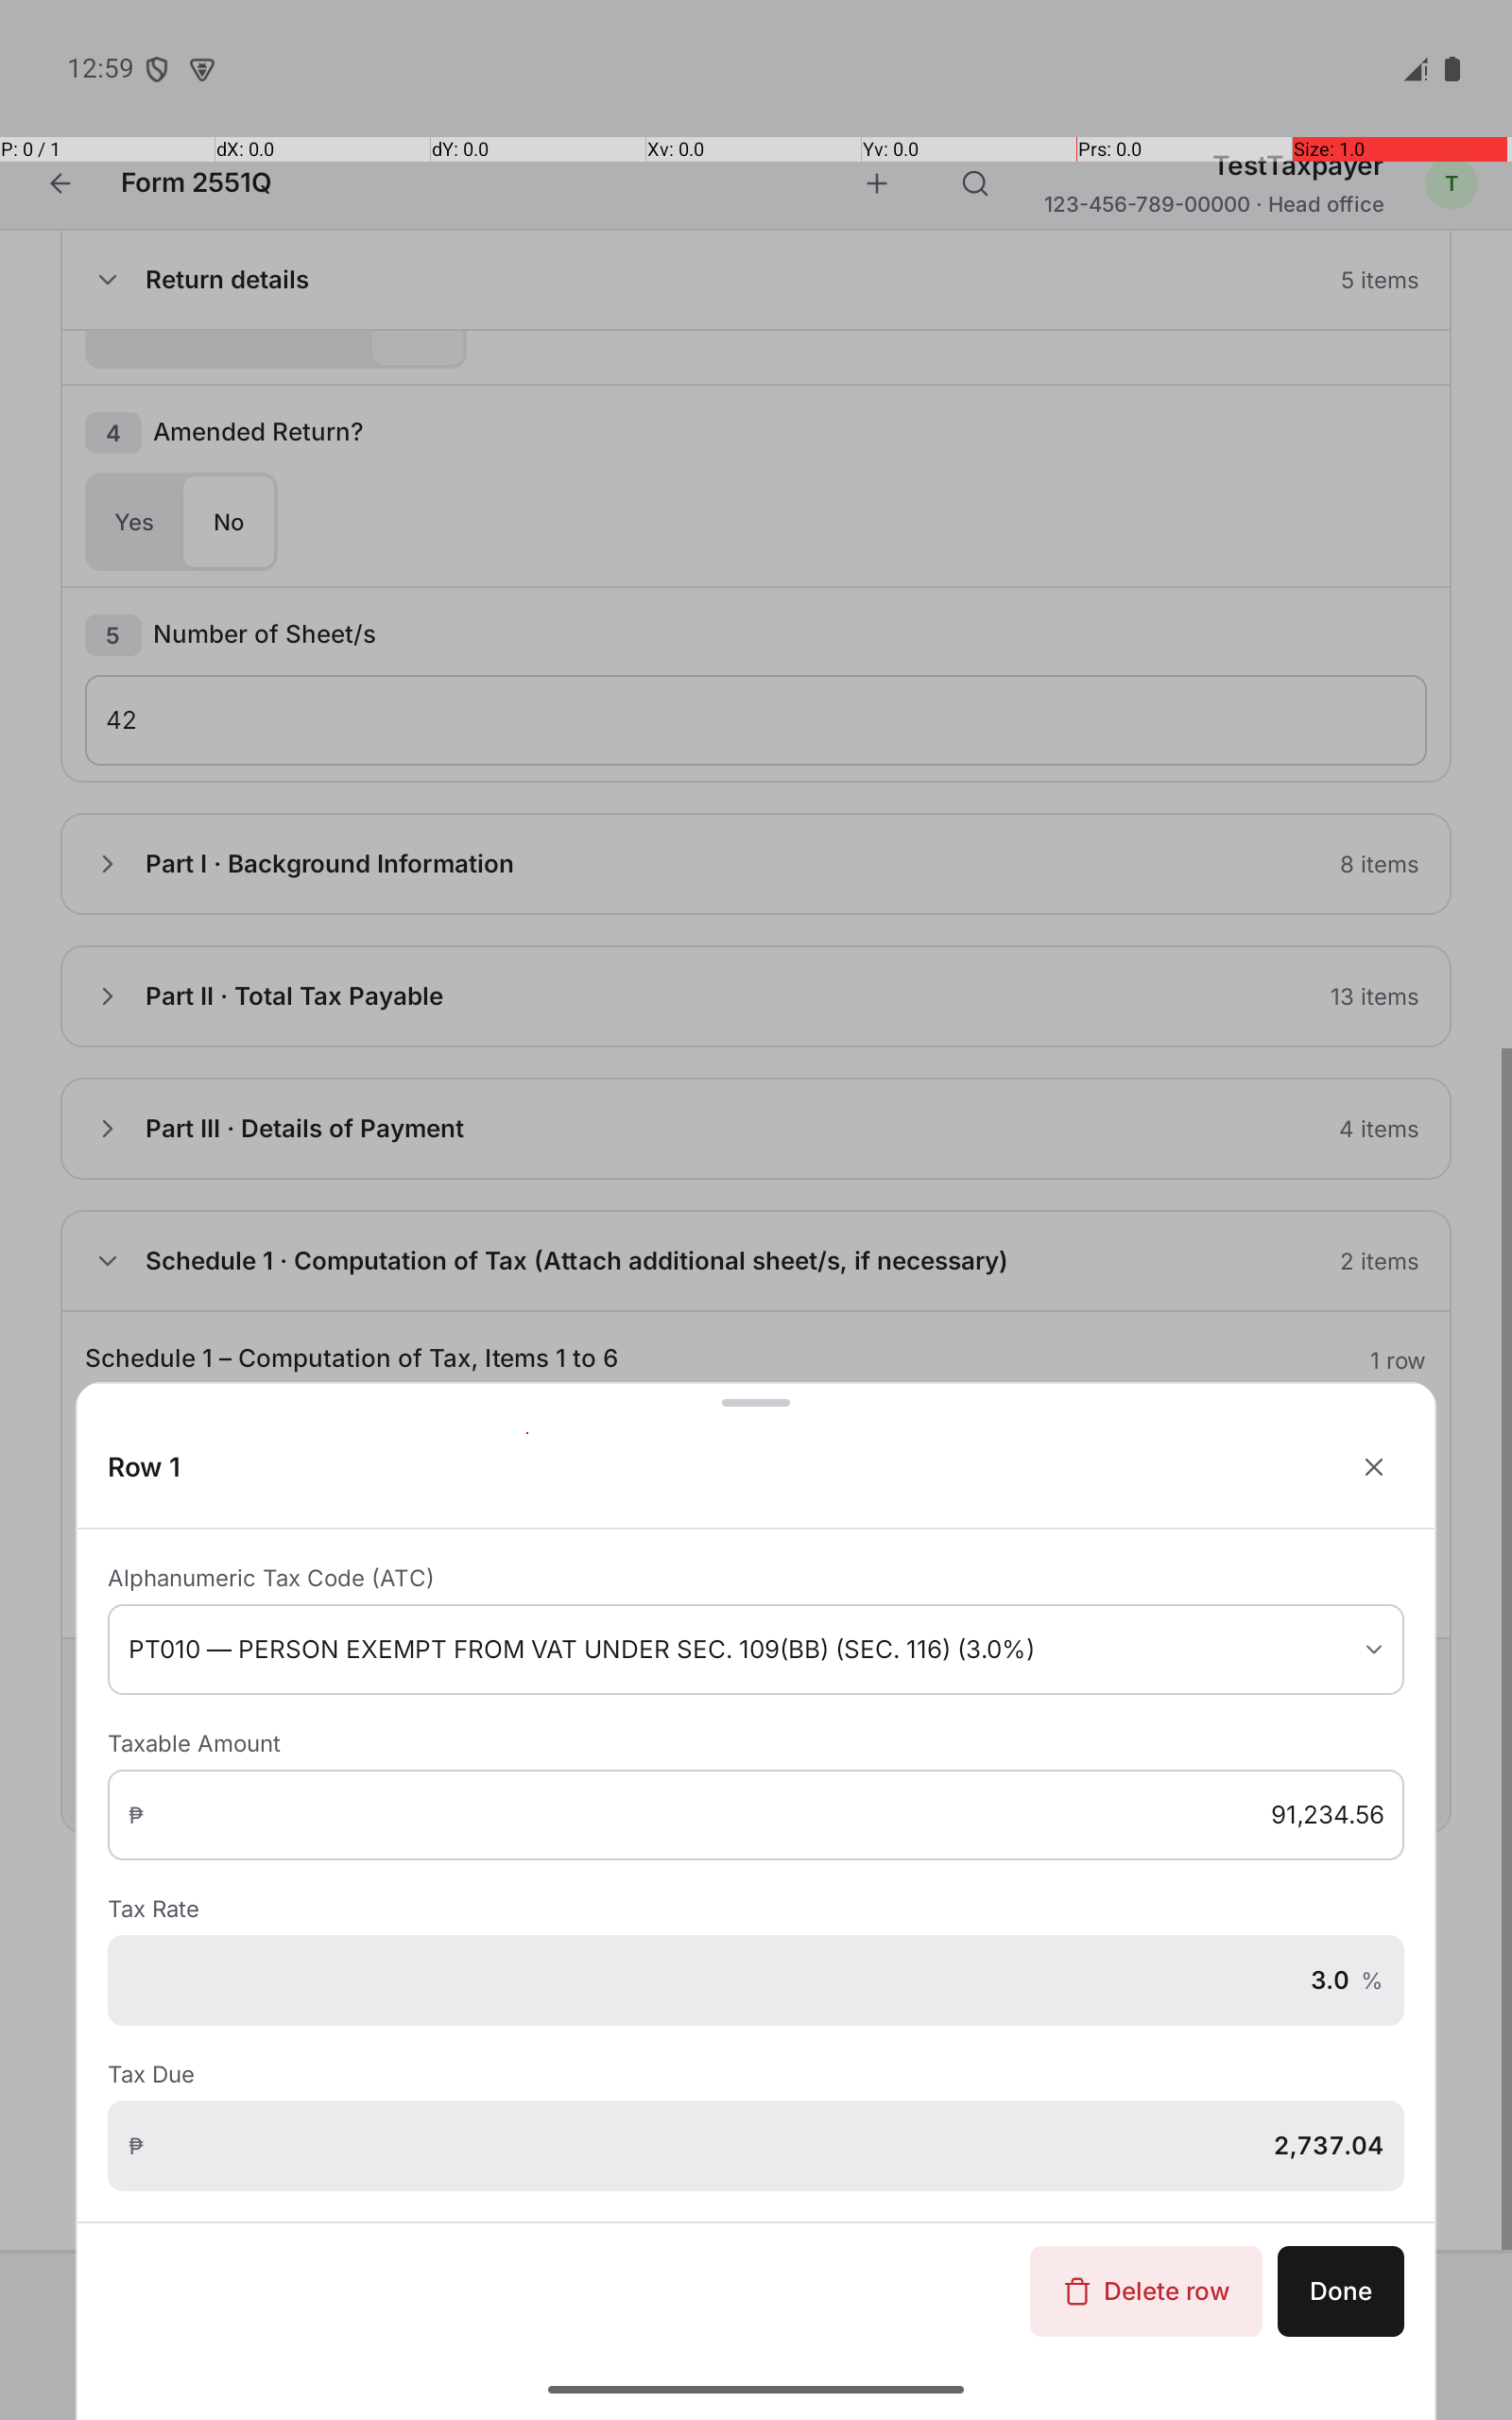 12:59
P: 0 / 1 dX: 0.0 dY: 0.0 Xv: 0.0 Yv: 0.0 Prs: 0.0 Size: 1.0
Form 2551Q
TestTaxpayer
123-456-789-00000 · Head office
T
Return details 5 items
4 Amended Return?
Yes No
5 Number of Sheet/s
42
Part I · Background Information 8 items
Part II · Total Tax Payable 13 items
Part III · Details of Payment 4 items
Schedule 1 · Computation of Tax (Attach additional sheet/s, if necessary) 2 items
Schedule 1 – Computation of Tax, Items 1 to 6 1 row
Row 1
Alphanumeric Tax Code (ATC)
PT010 — PERSON EXEMPT FROM VAT UNDER SEC. 109(BB) (SEC. 116) (3.0%)
Taxable Amount
₱ 91,234.56
Tax Rate
3.0 %
Tax Due
₱ 2,737.04
Delete row Done